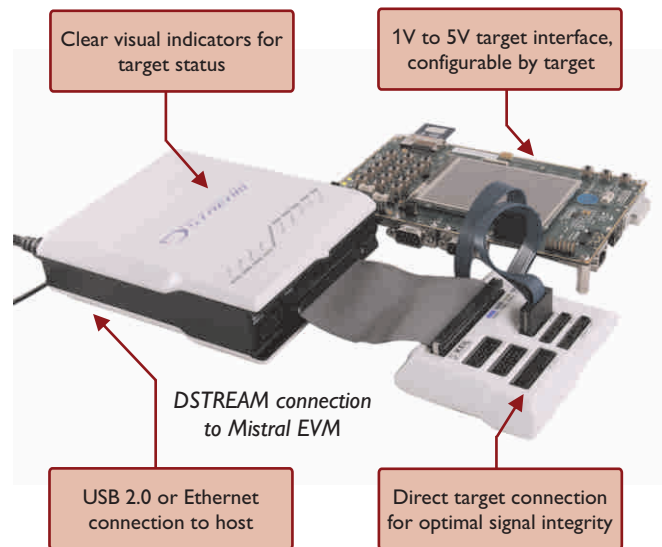 Clear visual indicators for
target status
1V to 5V target interface,
configurable by target
DSTREAM
DSTREAM connection
to Mistral EVM
USB 2.0 or Ethernet
connection to host
Direct target connection
for optimal signal integrity